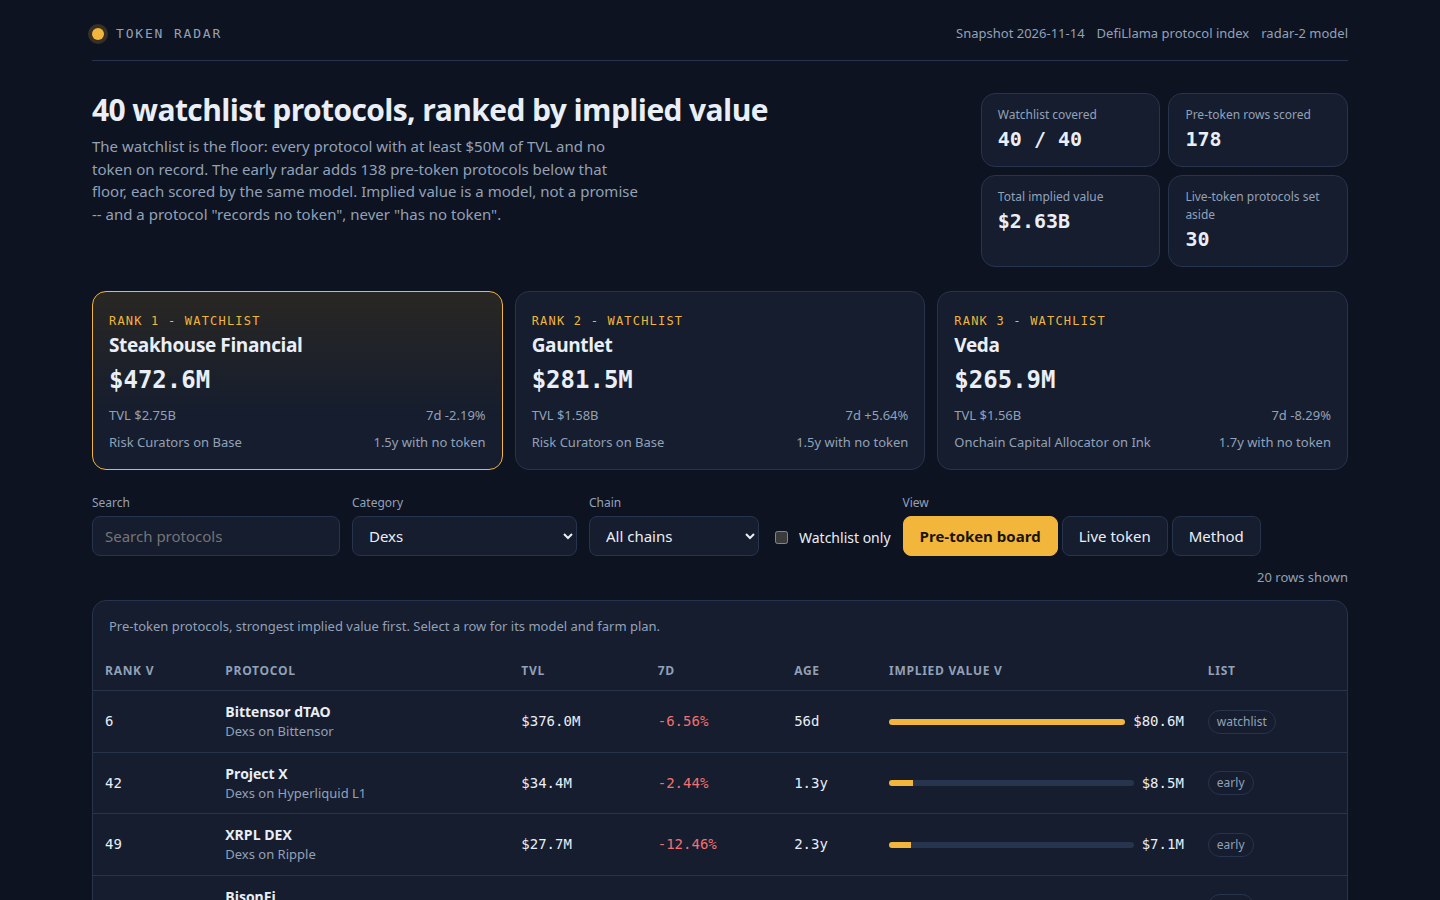 TOKEN RADAR
Snapshot 2026-11-14 DefiLlama protocol index radar-2 model
40 watchlist protocols, ranked by implied value
The watchlist is the floor: every protocol with at least $50M of TVL and no
token on record. The early radar adds 138 pre-token protocols below that
floor, each scored by the same model. Implied value is a model, not a promise
-- and a protocol "records no token", never "has no token".
Watchlist covered
40 / 40
Pre-token rows scored
178
Total implied value
$2.63B
Live-token protocols set
aside
30
RANK 1 - WATCHLIST
Steakhouse Financial
$472.6M
TVL $2.75B 7d -2.19%
Risk Curators on Base 1.5y with no token
RANK 2 - WATCHLIST
Gauntlet
$281.5M
TVL $1.58B 7d +5.64%
Risk Curators on Base 1.5y with no token
RANK 3 - WATCHLIST
Veda
$265.9M
TVL $1.56B 7d -8.29%
Onchain Capital Allocator on Ink 1.7y with no token
Search Category Chain View
Search protocols Dexs All chains Watchlist only Pre-token board Live token Method
20 rows shown
Pre-token protocols, strongest implied value first. Select a row for its model and farm plan.
RANK V PROTOCOL TVL 7D AGE IMPLIED VALUE V LIST
6 Bittensor dTAO $376.0M -6.56% 56d $80.6M watchlist
Dexs on Bittensor
42 Project X $34.4M -2.44% 1.3y $8.5M early
Dexs on Hyperliquid L1
49 XRPL DEX $27.7M -12.46% 2.3y $7.1M early
Dexs on Ripple
BisonFi